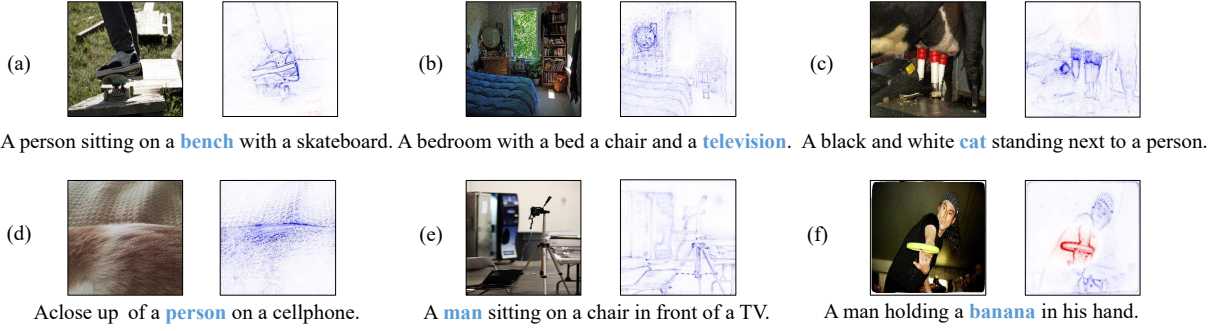 (a)
(b)
(c)
A person sitting on a bench with a skateboard. A bedroom with a bed a chair and a television. A black and white cat standing next to a person.
(d)
(e)
(f)
Aclose up of a person on a cellphone.
A man sitting on a chair in front of a TV.
A man holding a banana in his hand.